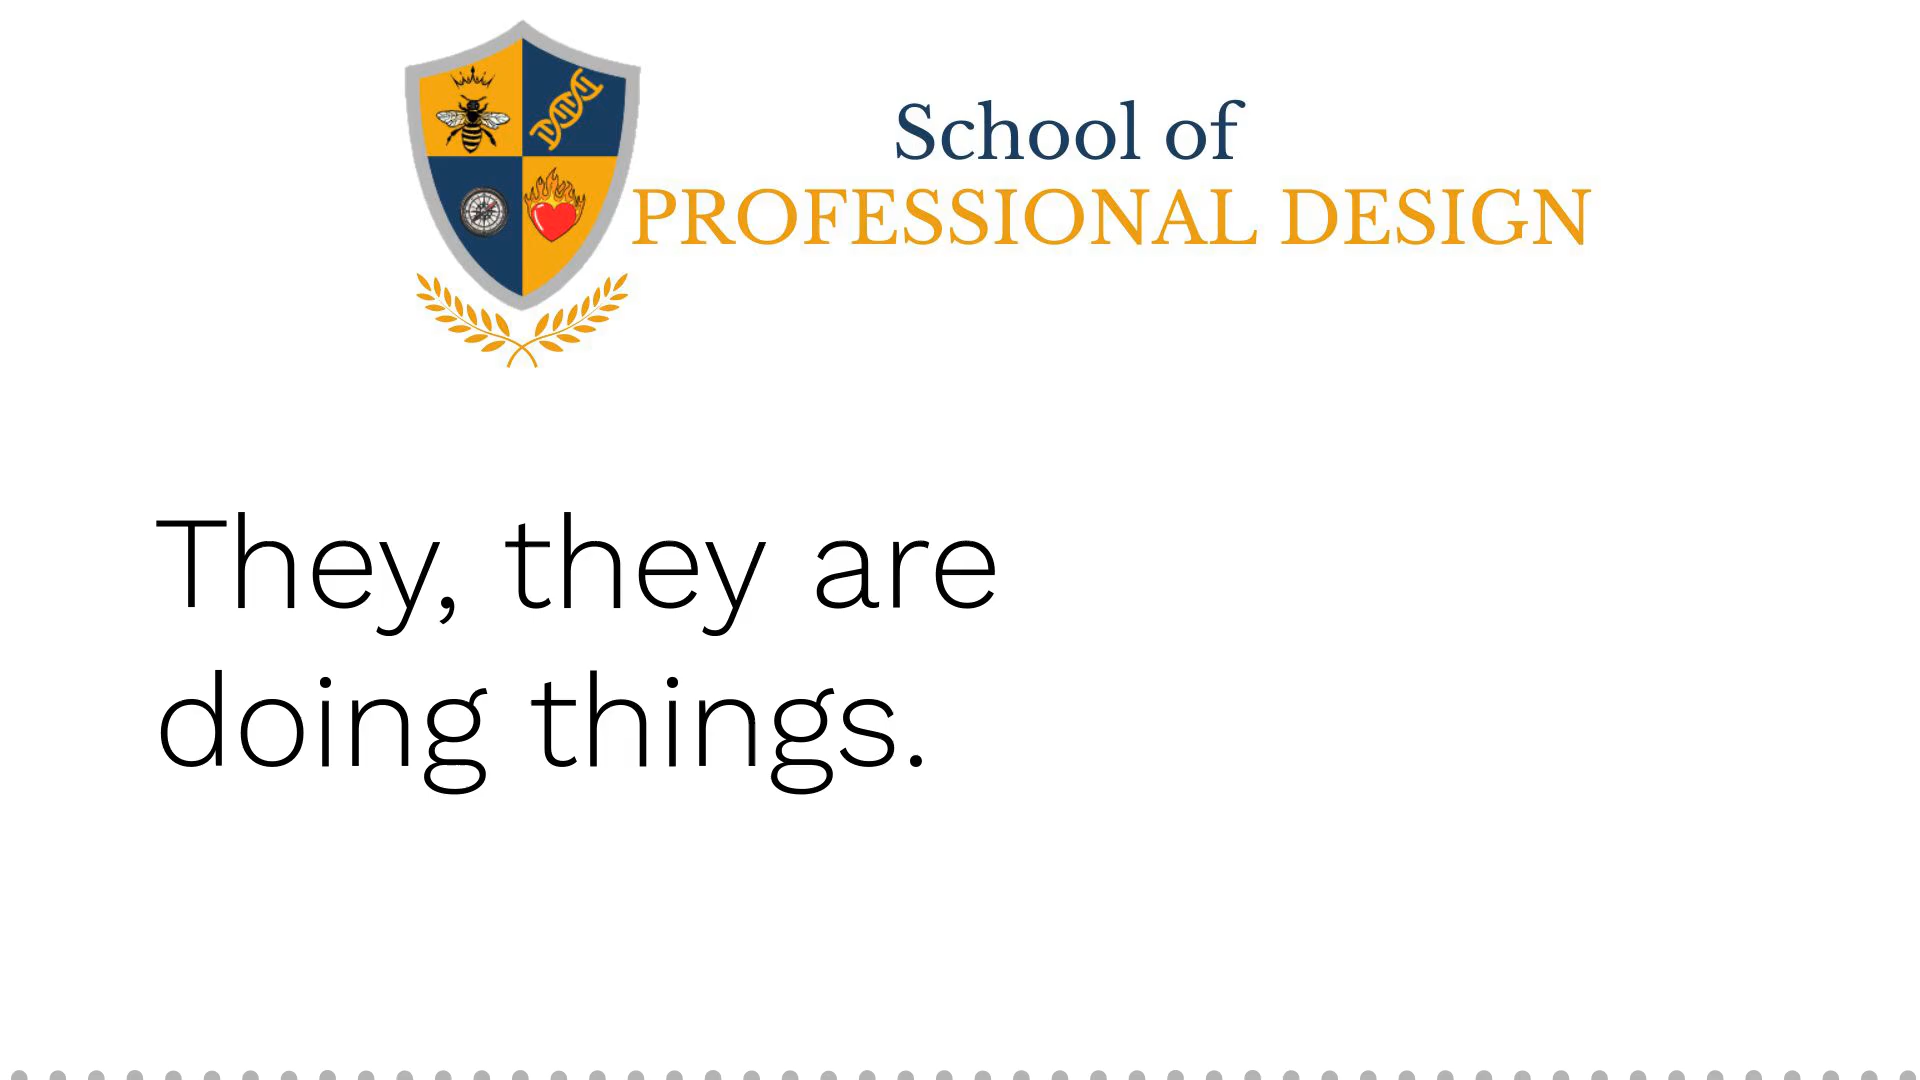 School of
PROFESSIONAL DESIGN
They, they are
doing things.